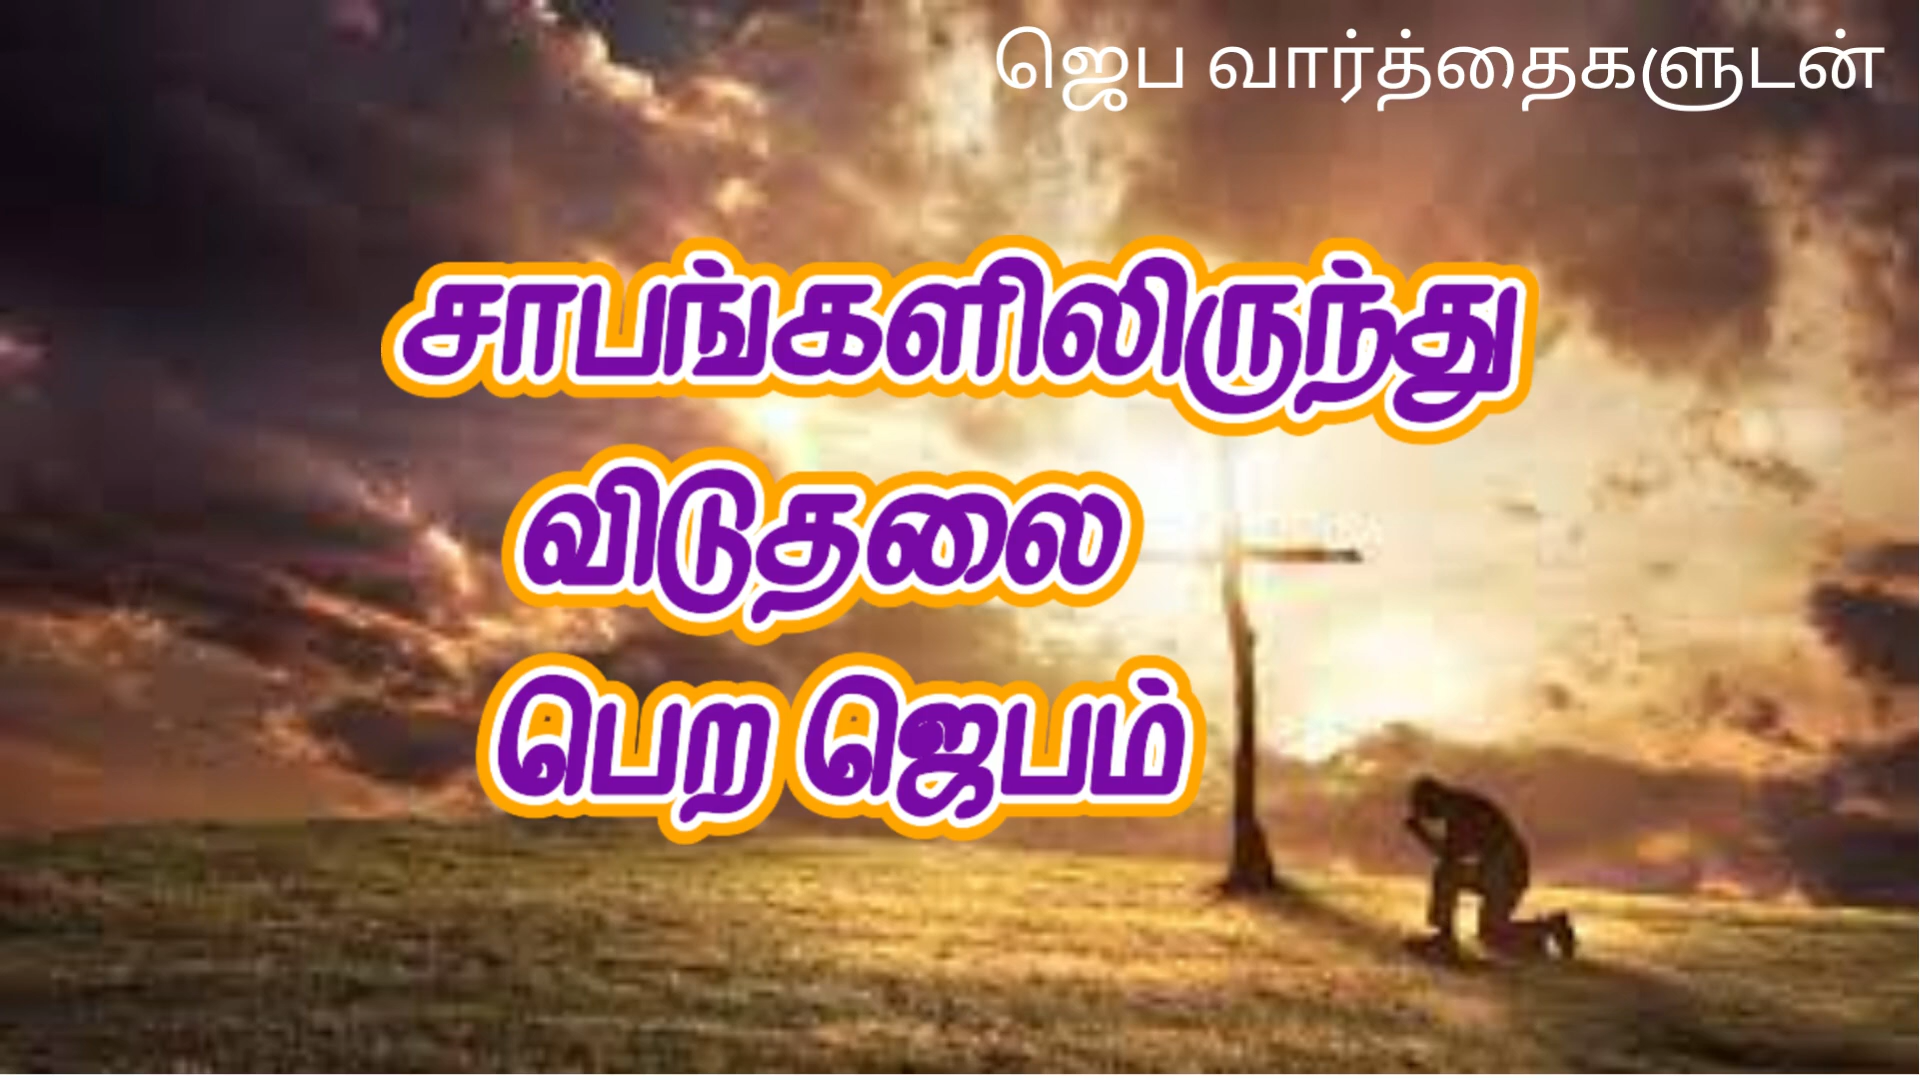 ஜெப வார்த்தைகளுடன்
சாபங்களிலிருந்து
விடுதலை
பெற ஜெபம்